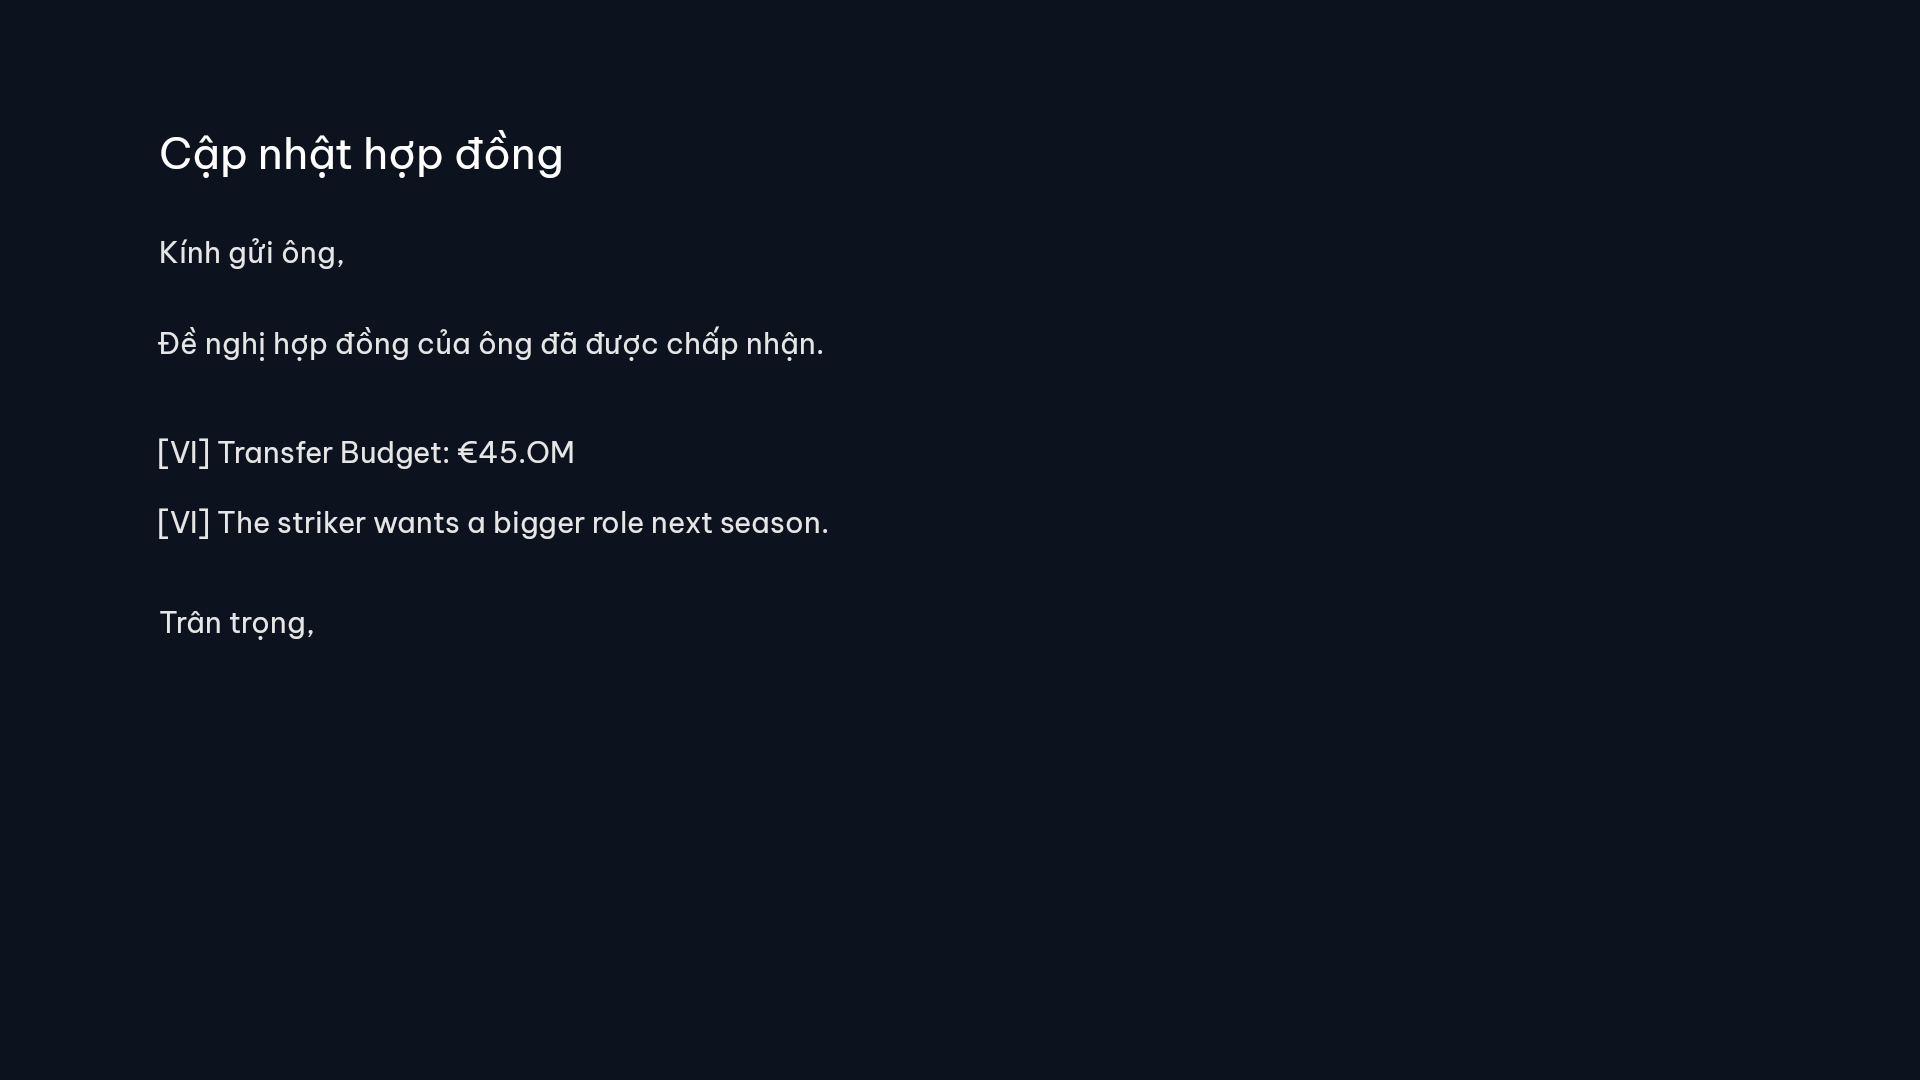 Cập nhật hợp đồng
Kính gửi ông,
Đề nghị hợp đồng của ông đã được chấp nhận.
[VI] Transfer Budget: €45.0M
[VI] The striker wants a bigger role next season.
Trân trọng,